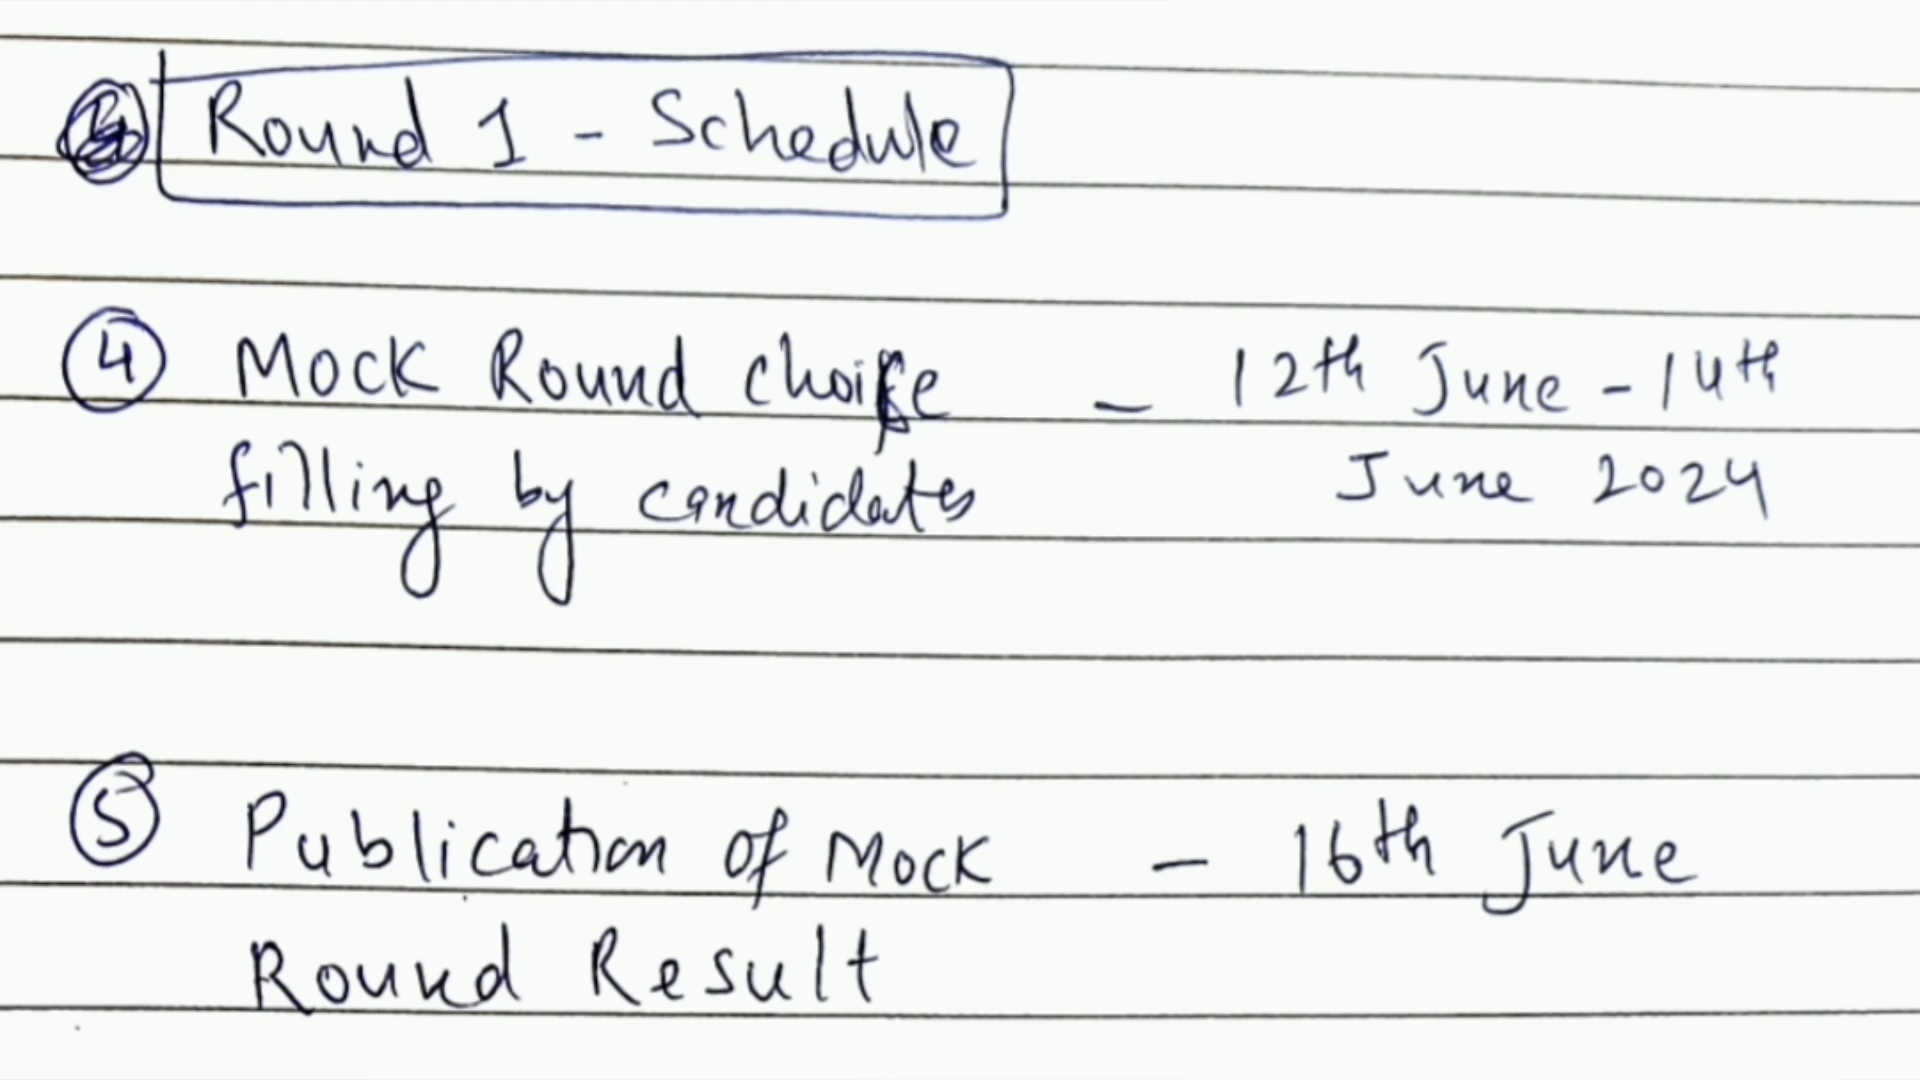 Round 1 - Schedule
4 Mock Round choice - 12th June - 14th
filling by candidates June 2024
5 Publication of Mock - 16th June
Round Result